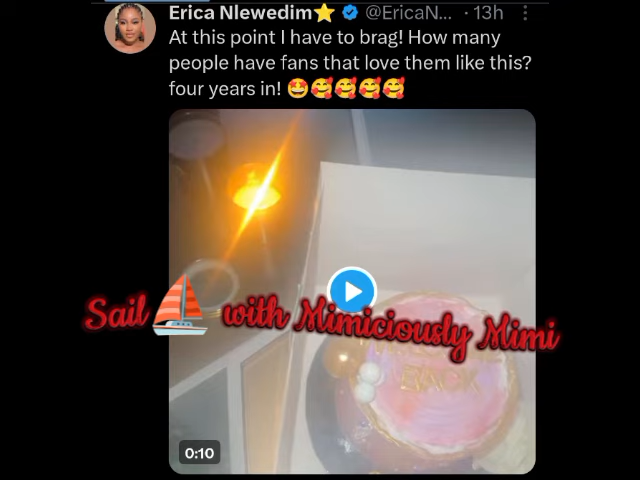 Erica Nlewedim⭐ @EricaN... · 13h
At this point I have to brag! How many
people have fans that love them like this?
four years in! 🤩🥰🥰🥰🥰
Sail ⛵ with Mimiciously Mimi
BACK
0:10